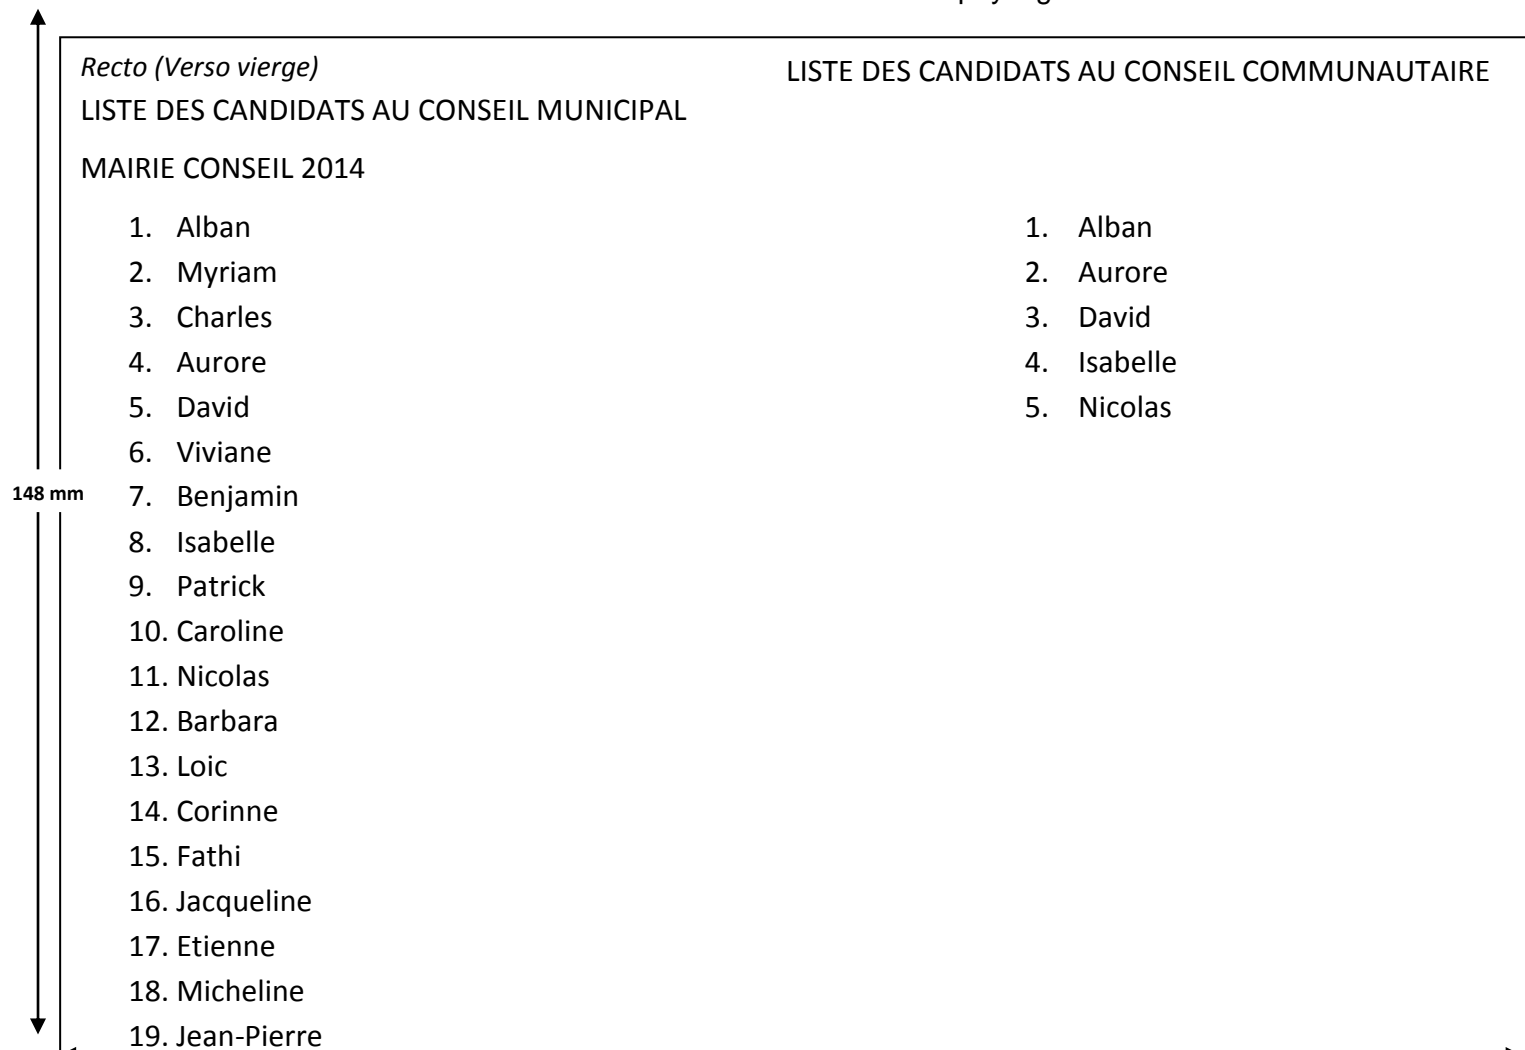 Recto (Verso vierge)
LISTE DES CANDIDATS AU CONSEIL MUNICIPAL
MAIRIE CONSEIL 2014
1. Alban
2. Myriam
3. Charles
4. Aurore
5. David
6. Viviane
7. Benjamin
8. Isabelle
9. Patrick
10. Caroline
11. Nicolas
12. Barbara
13. Loic
14. Corinne
15. Fathi
16. Jacqueline
17. Etienne
18. Micheline
19. Jean-Pierre
LISTE DES CANDIDATS AU CONSEIL COMMUNAUTAIRE
1. Alban
2. Aurore
3. David
4. Isabelle
5. Nicolas
148 mm